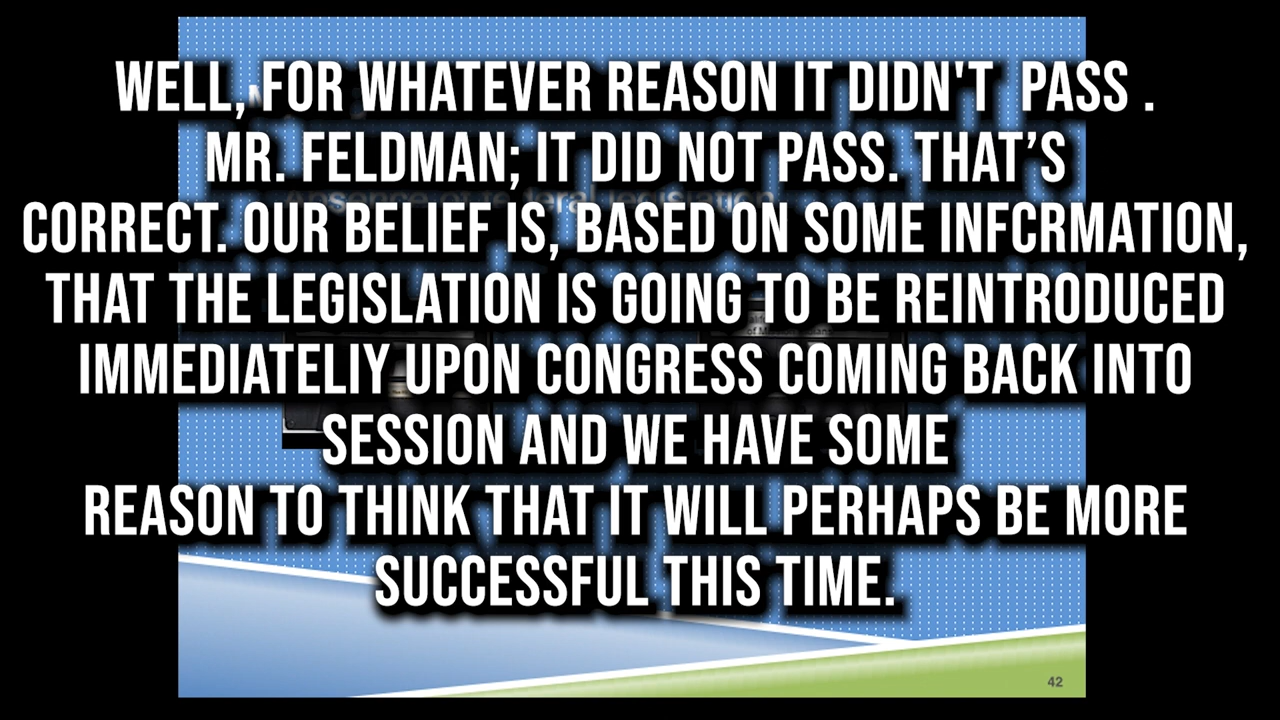 WELL, FOR WHATEVER REASON IT DIDN'T PASS .
MR. FELDMAN; IT DID NOT PASS. THAT’S
CORRECT. OUR BELIEF IS, BASED ON SOME INFCRMATION,
THAT THE LEGISLATION IS GOING TO BE REINTRODUCED
IMMEDIATELIY UPON CONGRESS COMING BACK INTO
SESSION AND WE HAVE SOME
REASON TO THINK THAT IT WILL PERHAPS BE MORE
SUCCESSFUL THIS TIME.
42